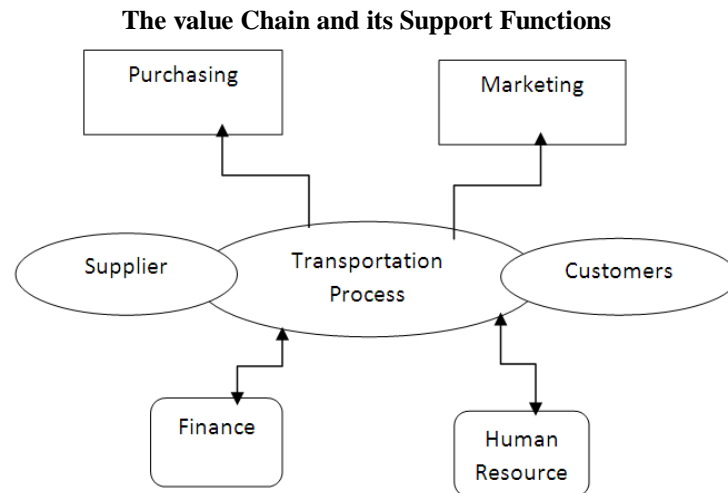 The value Chain and its Support Functions
Purchasing
Marketing
Supplier
Transportation
Process
Customers
Finance
Human
Resource